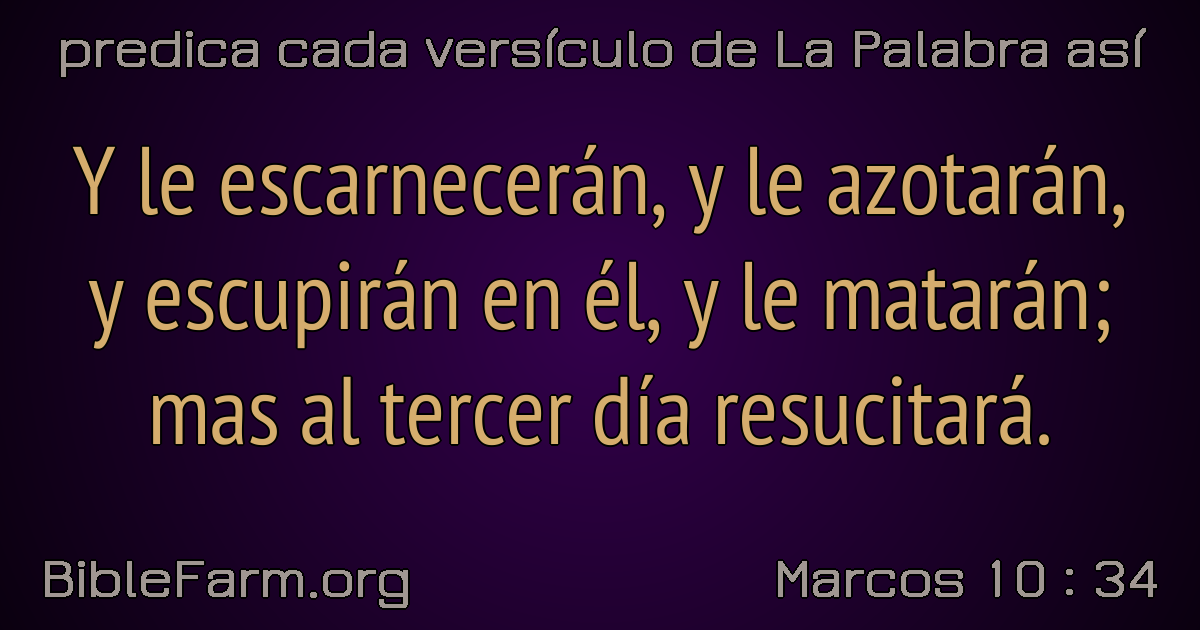 predica cada versículo de La Palabra así
Y le escarnecerán, y le azotarán,
y escupirán en él, y le matarán;
mas al tercer día resucitará.
BibleFarm.org
Marcos 10 : 34